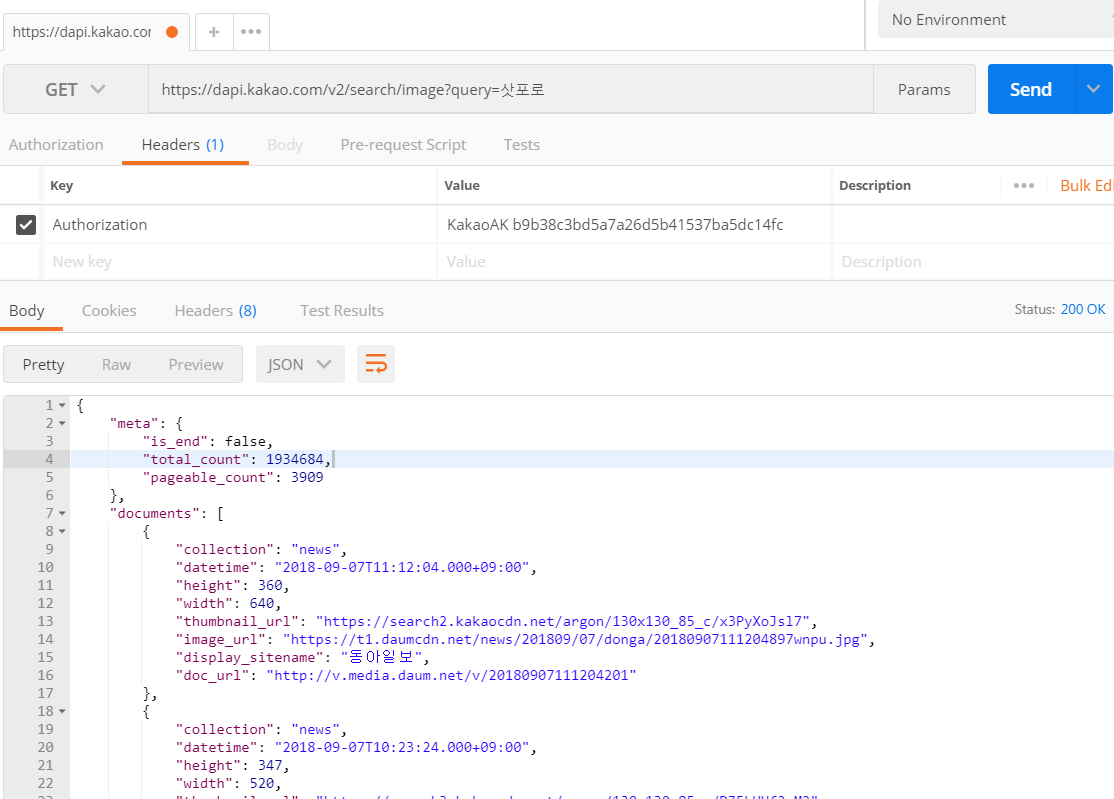 https://dapi.kakao.cor + ••• No Environment
GET https://dapi.kakao.com/v2/search/image?query=삿포로 Params Send
Authorization Headers (1) Body Pre-request Script Tests
Key Value Description ••• Bulk Edi
Authorization KakaoAK b9b38c3bd5a7a26d5b41537ba5dc14fc
New key Value Description
Body Cookies Headers (8) Test Results Status: 200 OK
Pretty Raw Preview JSON
1 {
2 "meta": {
3 "is_end": false,
4 "total_count": 1934684,
5 "pageable_count": 3909
6 },
7 "documents": [
8 {
9 "collection": "news",
10 "datetime": "2018-09-07T11:12:04.000+09:00",
11 "height": 360,
12 "width": 640,
13 "thumbnail_url": "https://search2.kakaocdn.net/argon/130x130_85_c/x3PyXoJsl7",
14 "image_url": "https://t1.daumcdn.net/news/201809/07/donga/20180907111204897wnpu.jpg",
15 "display_sitename": "동아일보",
16 "doc_url": "http://v.media.daum.net/v/20180907111204201"
17 },
18 {
19 "collection": "news",
20 "datetime": "2018-09-07T10:23:24.000+09:00",
21 "height": 347,
22 "width": 520,